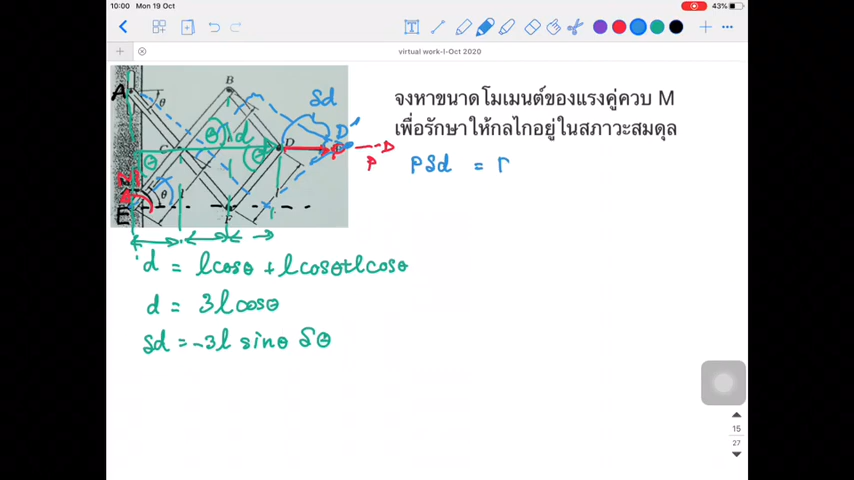 10:00 Mon 19 Oct
43%
virtual work-I-Oct 2020
จงหาขนาดโมเมนต์ของแรงคู่ควบ M
เพื่อรักษาให้กลไกอยู่ในสภาวะสมดุล
Pδd = Γ
A
θ
B
δd
θ
d
C
θ
D
D
P
D
P
θ
M
θ
l
l
E
F
d = lcosθ + lcosθ+lcosθ
d = 3lcosθ
δd = -3l sinθ δθ
15
27